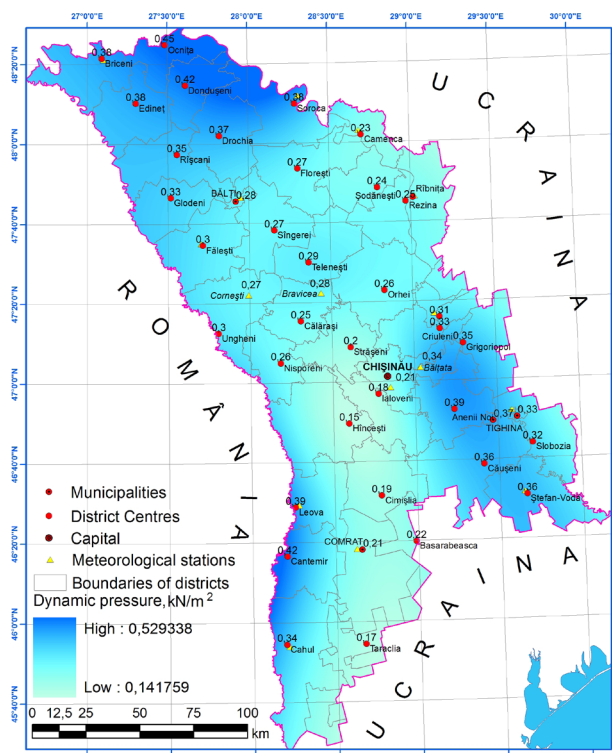 27°0'0"E 27°30'0"E 28°0'0"E 28°30'0"E 29°0'0"E 29°30'0"E 30°0'0"E
48°20'0"N
48°0'0"N
47°40'0"N
47°20'0"N
47°0'0"N
46°40'0"N
46°20'0"N
46°0'0"N
45°40'0"N
UCRAINA
ROMÂNIA
UCRAINA
0,45
Ocnița
0,38
Briceni
0,42
Dondușeni
0,38
Edineț
0,38
Soroca
0,37
Drochia
0,23
Camenca
0,35
Rîșcani
0,27
Florești
0,24
Șodănești
Rîbnița
0,25
Rezina
0,33
Glodeni
BĂLȚI
0,28
0,27
Sîngerei
0,3
Fălești
0,29
Telenești
0,27
Cornești
0,28
Bravicea
0,26
Orhei
0,31
0,33
Criuleni
0,35
Grigoriopol
0,3
Ungheni
0,25
Călărași
0,2
Strășeni
0,34
Bălțata
0,26
Nisporeni
CHIȘINĂU
0,21
0,18
Ialoveni
0,15
Hîncești
0,39
Anenii Noi
0,37
TIGHINA
0,33
0,32
Slobozia
0,36
Căușeni
0,36
Ștefan-Vodă
0,19
Cimișlia
0,39
Leova
0,22
Basarabeasca
COMRAT
0,21
0,42
Cantemir
0,34
Cahul
0,17
Taraclia
Municipalities
District Centres
Capital
Meteorological stations
Boundaries of districts
Dynamic pressure, kN/m²
High : 0,529338
Low : 0,141759
0 12,5 25 50 75 100
km